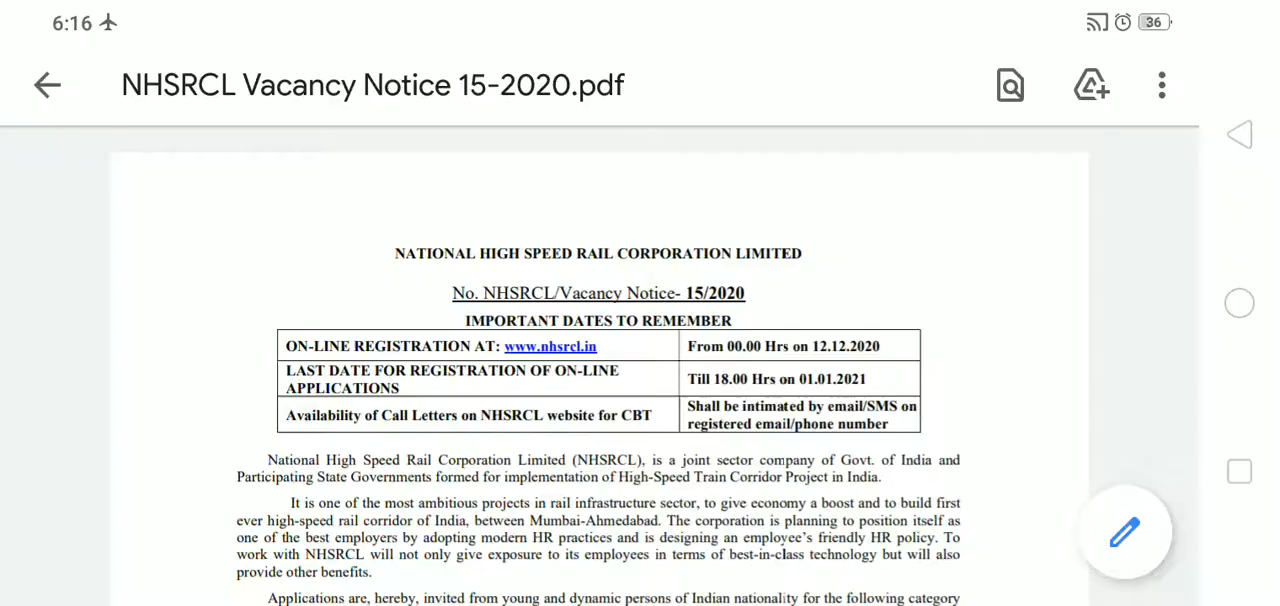 6:16
36
NHSRCL Vacancy Notice 15-2020.pdf
NATIONAL HIGH SPEED RAIL CORPORATION LIMITED
No. NHSRCL/Vacancy Notice- 15/2020
IMPORTANT DATES TO REMEMBER
ON-LINE REGISTRATION AT: www.nhsrcl.in
From 00.00 Hrs on 12.12.2020
LAST DATE FOR REGISTRATION OF ON-LINE
APPLICATIONS
Till 18.00 Hrs on 01.01.2021
Availability of Call Letters on NHSRCL website for CBT
Shall be intimated by email/SMS on
registered email/phone number
National High Speed Rail Corporation Limited (NHSRCL), is a joint sector company of Govt. of India and
Participating State Governments formed for implementation of High-Speed Train Corridor Project in India.
It is one of the most ambitious projects in rail infrastructure sector, to give economy a boost and to build first
ever high-speed rail corridor of India, between Mumbai-Ahmedabad. The corporation is planning to position itself as
one of the best employers by adopting modern HR practices and is designing an employee's friendly HR policy. To
work with NHSRCL will not only give exposure to its employees in terms of best-in-class technology but will also
provide other benefits.
Applications are, hereby, invited from young and dynamic persons of Indian nationality for the following category